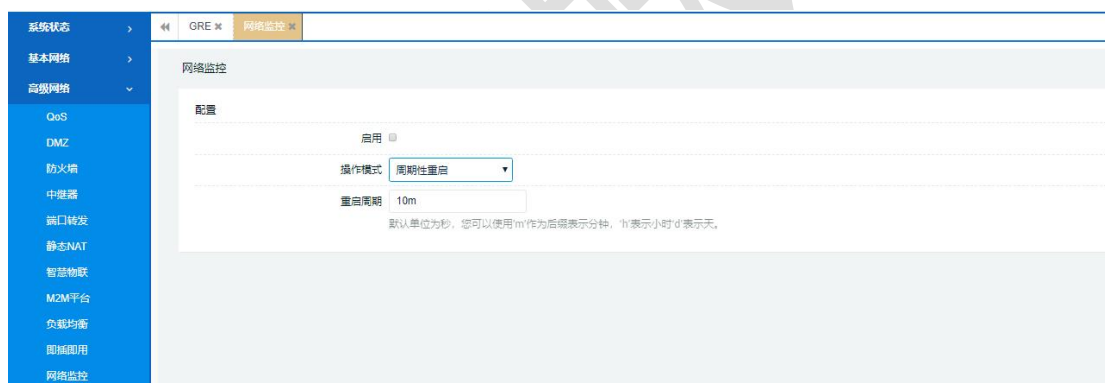 系统状态
基本网络
高级网络
QoS
DMZ
防火墙
中继器
端口转发
静态NAT
智慧物联
M2M平台
负载均衡
即插即用
网络监控
GRE
网络监控
网络监控
配置
启用
操作模式 周期性重启
重启周期 10m
默认单位为秒，您可以使用'm'作为后缀表示分钟，'h'表示小时'd'表示天。